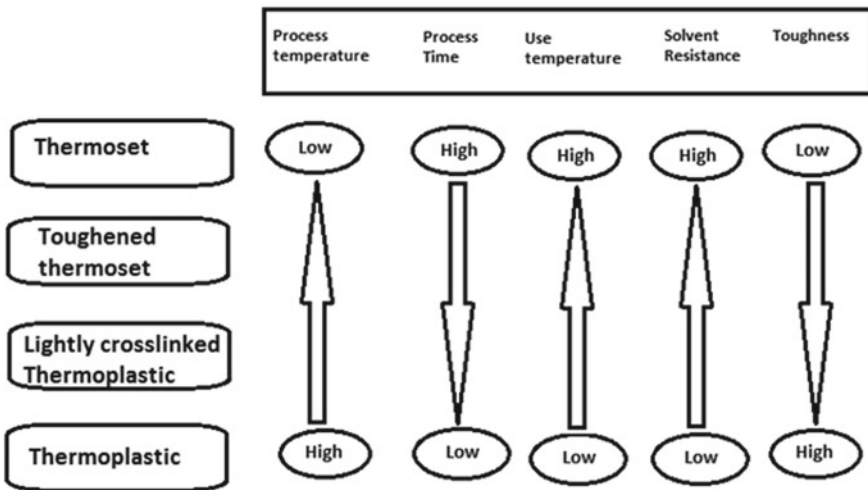 Process
temperature
Process
Time
Use
temperature
Solvent
Resistance
Toughness
Thermoset
Low
High
High
High
Low
Toughened
thermoset
Lightly crosslinked
Thermoplastic
Thermoplastic
High
Low
Low
Low
High